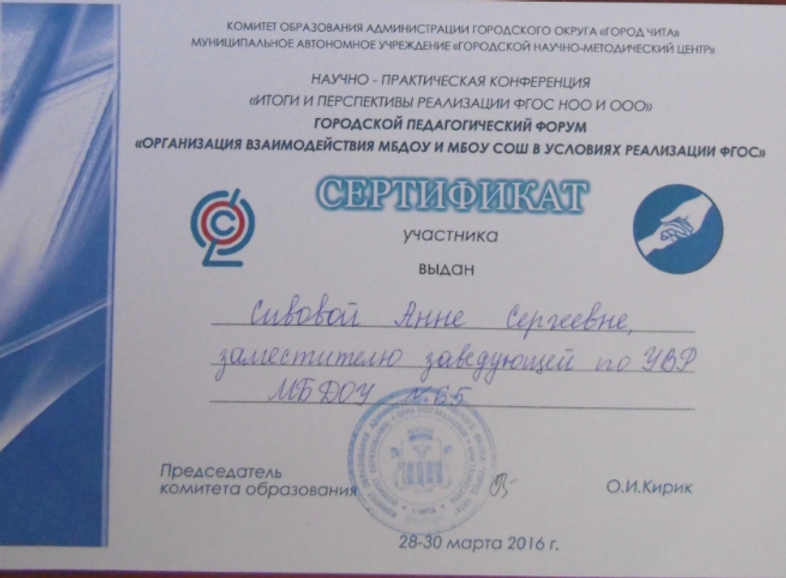 КОМИТЕТ ОБРАЗОВАНИЯ АДМИНИСТРАЦИИ ГОРОДСКОГО ОКРУГА «ГОРОД ЧИТА»
МУНИЦИПАЛЬНОЕ АВТОНОМНОЕ УЧРЕЖДЕНИЕ «ГОРОДСКОЙ НАУЧНО-МЕТОДИЧЕСКИЙ ЦЕНТР»
НАУЧНО - ПРАКТИЧЕСКАЯ КОНФЕРЕНЦИЯ
«ИТОГИ И ПЕРСПЕКТИВЫ РЕАЛИЗАЦИИ ФГОС НОО И ООО»
ГОРОДСКОЙ ПЕДАГОГИЧЕСКИЙ ФОРУМ
«ОРГАНИЗАЦИЯ ВЗАИМОДЕЙСТВИЯ МБДОУ И МБОУ СОШ В УСЛОВИЯХ РЕАЛИЗАЦИИ ФГОС»
СЕРТИФИКАТ
участника
выдан
Сивовой Анне Сергеевне,
заместителю заведующей по УВР
МБДОУ №65
Председатель
комитета образования
О.И.Кирик
28-30 марта 2016 г.